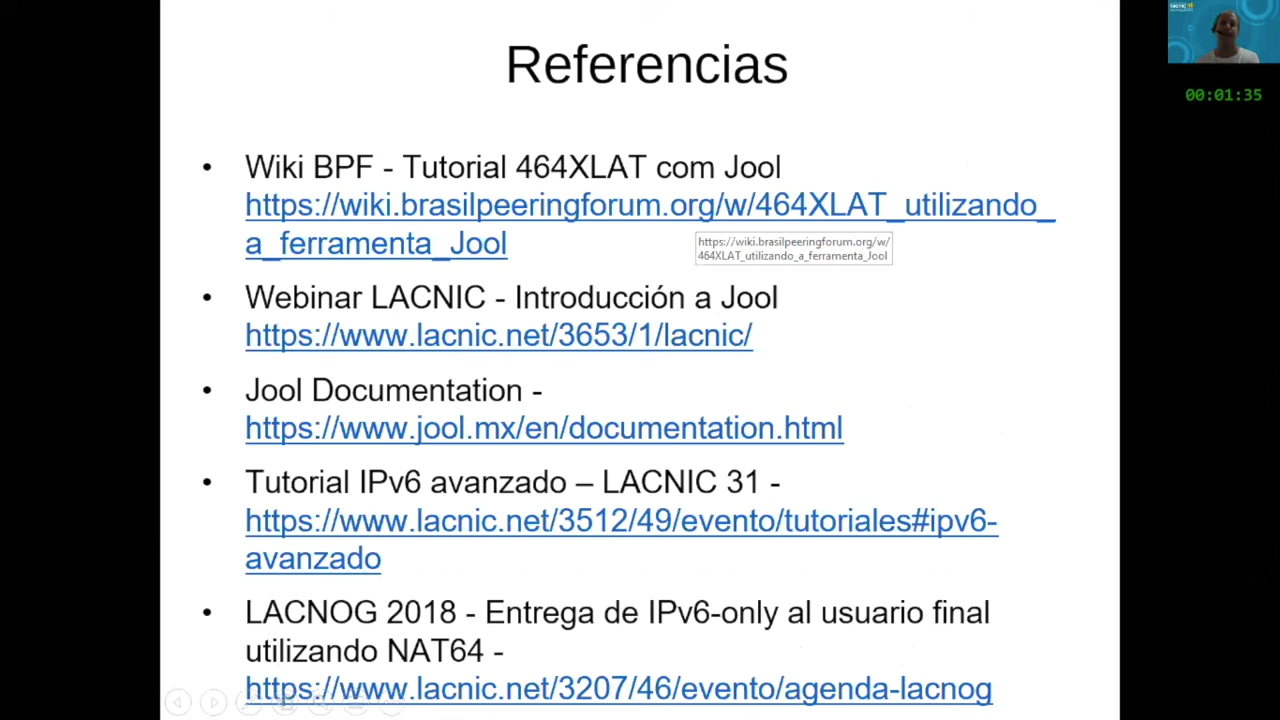 lacnic
00:01:35
Referencias
• Wiki BPF - Tutorial 464XLAT com Jool
https://wiki.brasilpeeringforum.org/w/464XLAT_utilizando_
a_ferramenta_Jool
https://wiki.brasilpeeringforum.org/w/
464XLAT_utilizando_a_ferramenta_Jool
• Webinar LACNIC - Introducción a Jool
https://www.lacnic.net/3653/1/lacnic/
• Jool Documentation -
https://www.jool.mx/en/documentation.html
• Tutorial IPv6 avanzado – LACNIC 31 -
https://www.lacnic.net/3512/49/evento/tutoriales#ipv6-
avanzado
• LACNOG 2018 - Entrega de IPv6-only al usuario final
utilizando NAT64 -
https://www.lacnic.net/3207/46/evento/agenda-lacnog